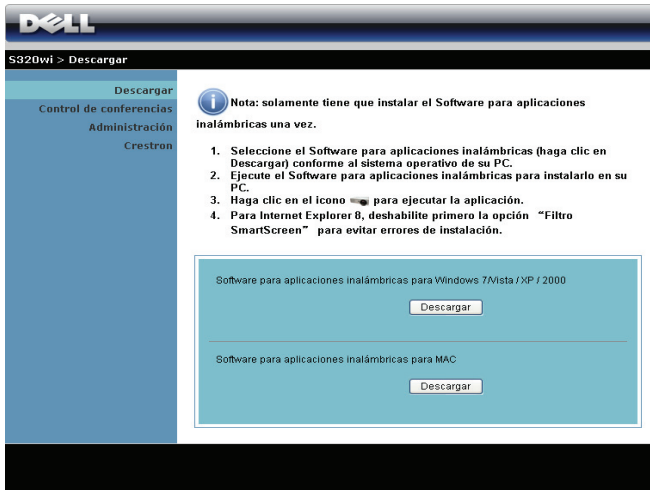 DELL
S320wi > Descargar
Descargar
Control de conferencias
Administración
Crestron
Nota: solamente tiene que instalar el Software para aplicaciones
inalámbricas una vez.
1. Seleccione el Software para aplicaciones inalámbricas (haga clic en
Descargar) conforme al sistema operativo de su PC.
2. Ejecute el Software para aplicaciones inalámbricas para instalarlo en su
PC.
3. Haga clic en el icono para ejecutar la aplicación.
4. Para Internet Explorer 8, deshabilite primero la opción “Filtro
SmartScreen” para evitar errores de instalación.
Software para aplicaciones inalámbricas para Windows 7/Vista / XP / 2000
Descargar
Software para aplicaciones inalámbricas para MAC
Descargar